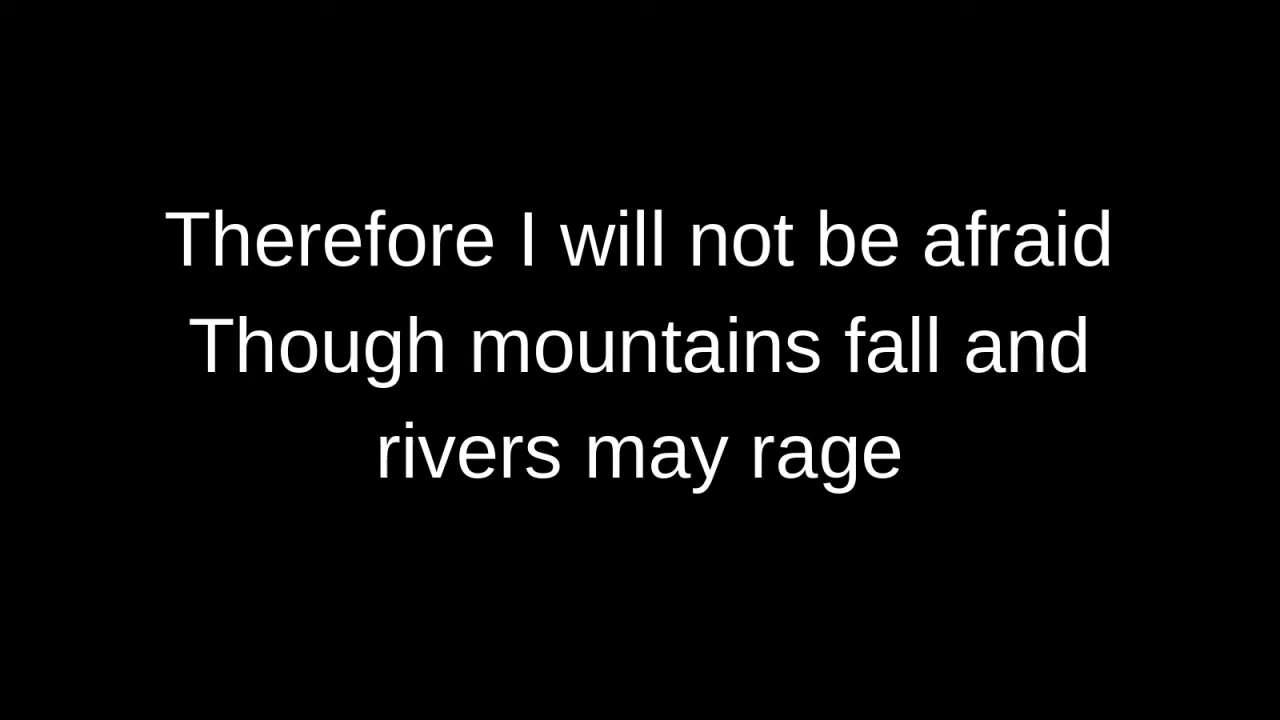 Therefore I will not be afraid
Though mountains fall and
rivers may rage